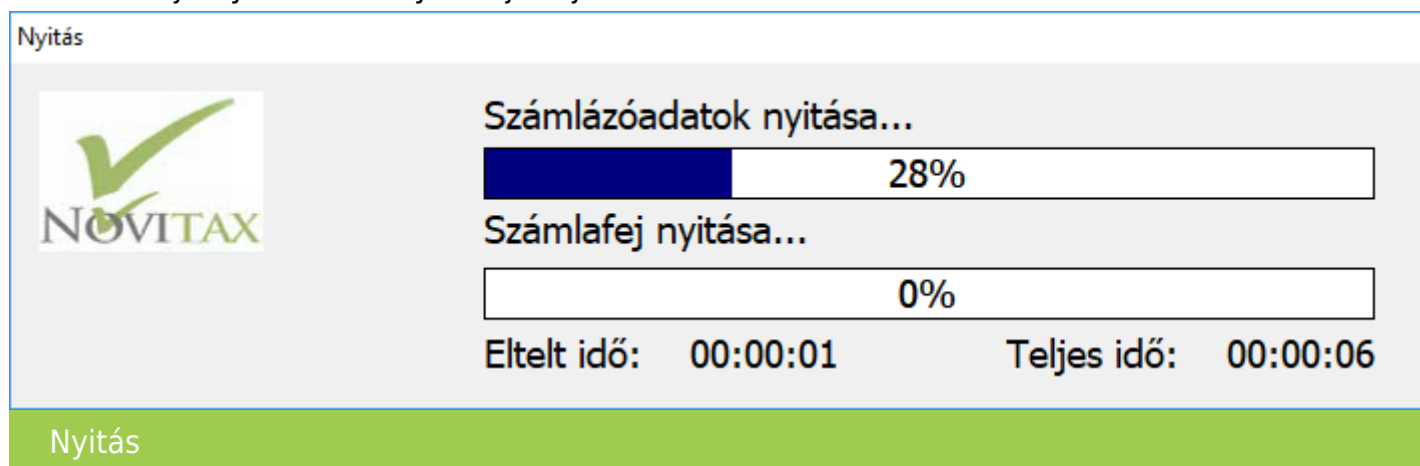 Nyitás
NOVITAX
Számlázóadatok nyitása...
28%
Számlafej nyitása...
0%
Eltelt idő: 00:00:01 Teljes idő: 00:00:06
Nyitás